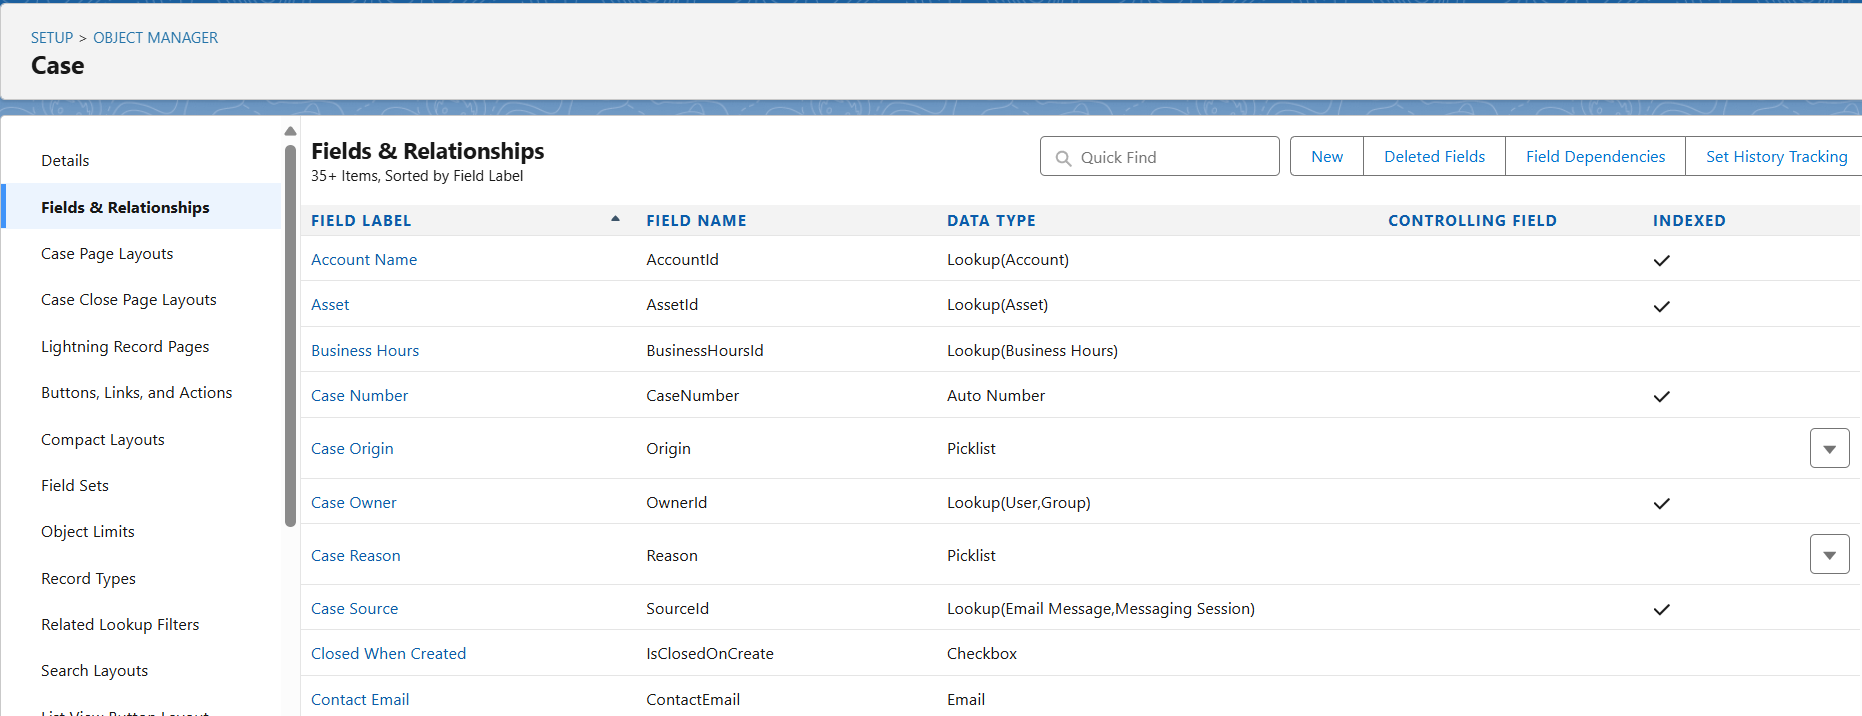 SETUP > OBJECT MANAGER
Case
Details
Fields & Relationships
Case Page Layouts
Case Close Page Layouts
Lightning Record Pages
Buttons, Links, and Actions
Compact Layouts
Field Sets
Object Limits
Record Types
Related Lookup Filters
Search Layouts
List View Button Layout
Fields & Relationships
35+ Items, Sorted by Field Label
Quick Find
New Deleted Fields Field Dependencies Set History Tracking
FIELD LABEL FIELD NAME DATA TYPE CONTROLLING FIELD INDEXED
Account Name AccountId Lookup(Account)
Asset AssetId Lookup(Asset)
Business Hours BusinessHoursId Lookup(Business Hours)
Case Number CaseNumber Auto Number
Case Origin Origin Picklist
Case Owner OwnerId Lookup(User,Group)
Case Reason Reason Picklist
Case Source SourceId Lookup(Email Message,Messaging Session)
Closed When Created IsClosedOnCreate Checkbox
Contact Email ContactEmail Email